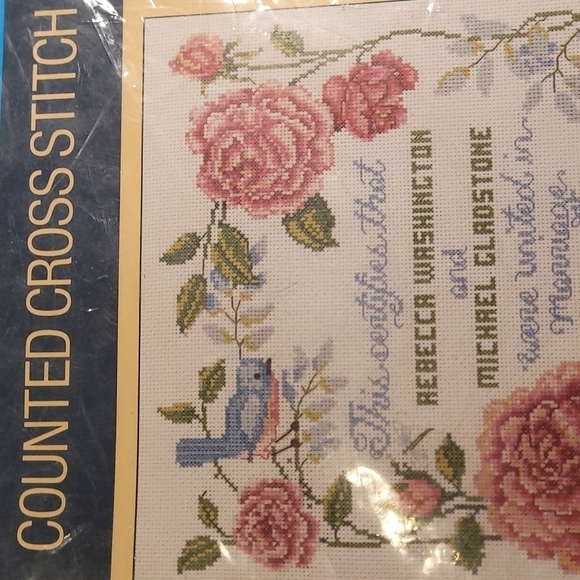 COUNTED CROSS STITCH
This certifies that
REBECCA WASHINGTON
and
MICHAEL GLADSTONE
were united in
Marriage